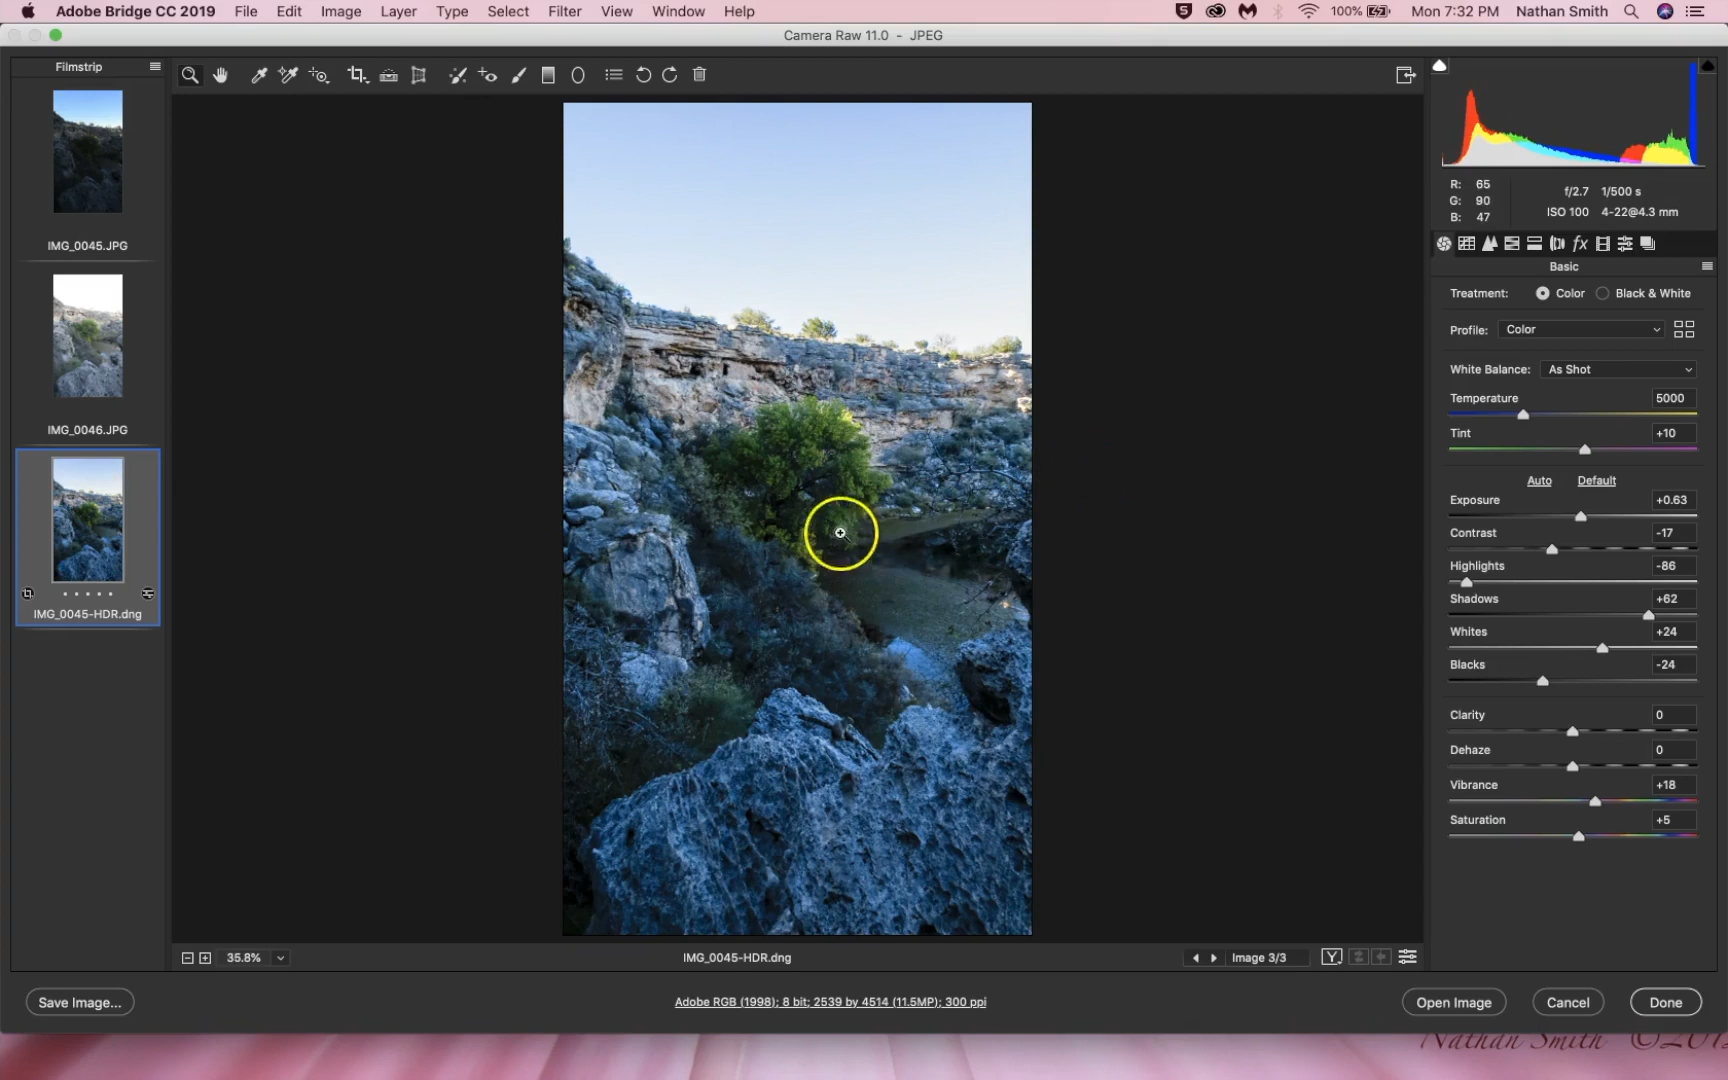 Adobe Bridge CC 2019 File Edit Image Layer Type Select Filter View Window Help 100% Mon 7:32 PM Nathan Smith
Camera Raw 11.0 - JPEG
Filmstrip
IMG_0045.JPG
IMG_0046.JPG
IMG_0045-HDR.dng
R: 65
G: 90
B: 47
f/2.7 1/500 s
ISO 100 4-22@4.3 mm
fx
Basic
Treatment: Color Black & White
Profile: Color
White Balance: As Shot
Temperature 5000
Tint +10
Auto Default
Exposure +0.63
Contrast -17
Highlights -86
Shadows +62
Whites +24
Blacks -24
Clarity 0
Dehaze 0
Vibrance +18
Saturation +5
35.8% IMG_0045-HDR.dng Image 3/3 Y
Save Image... Adobe RGB (1998); 8 bit; 2539 by 4514 (11.5MP); 300 ppi Open Image Cancel Done
Nathan Smith